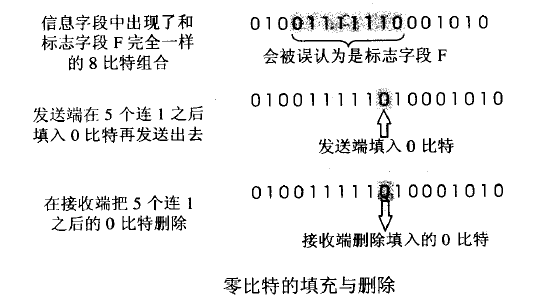 信息字段中出现了和
标志字段 F 完全一样
的 8 比特组合
01001111110001010
会被误认为是标志字段 F
发送端在 5 个连 1 之后
填入 0 比特再发送出去
010011111010001010
发送端填入 0 比特
在接收端把 5 个连 1
之后的 0 比特删除
010011111010001010
接收端删除填入的 0 比特
零比特的填充与删除